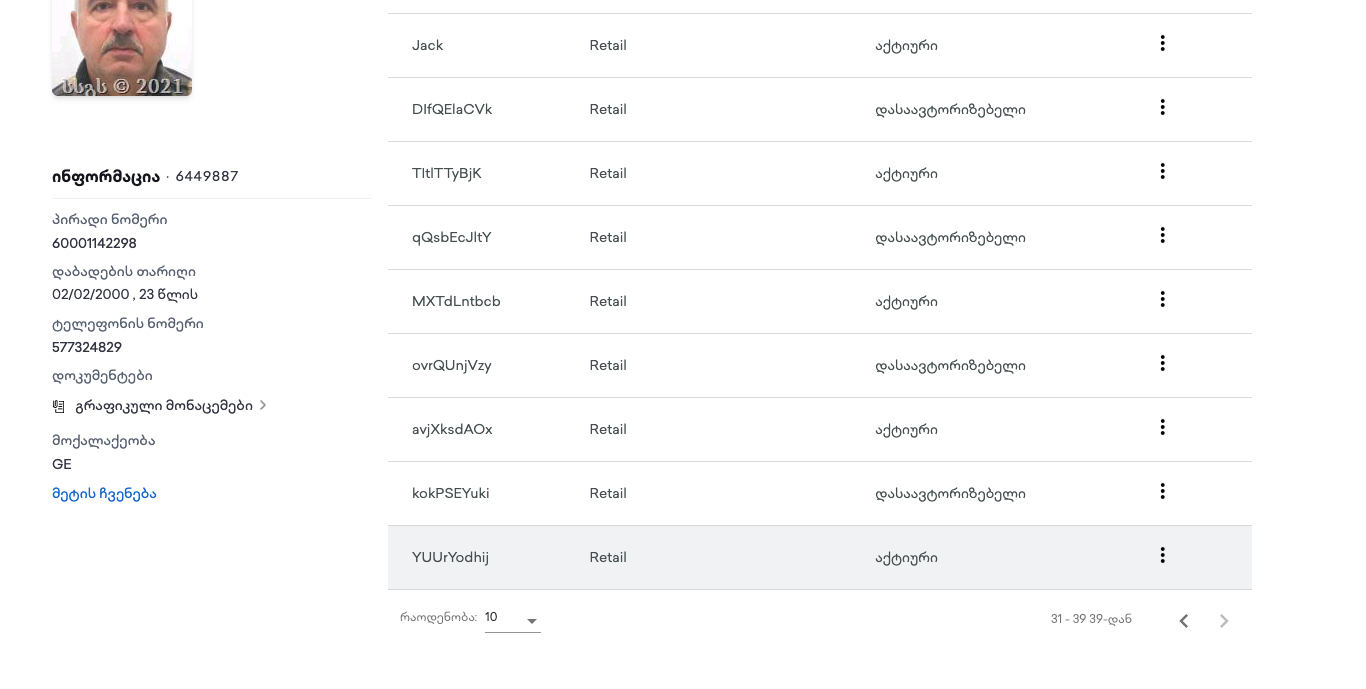 სსგს © 2021
ინფორმაცია · 6449887
პირადი ნომერი
60001142298
დაბადების თარიღი
02/02/2000 , 23 წლის
ტელეფონის ნომერი
577324829
დოკუმენტები
გრაფიკული მონაცემები
მოქალაქეობა
GE
მეტის ჩვენება
Jack Retail აქტიური
DIfQElaCVk Retail დასაავტორიზებელი
TItlTTyBjK Retail აქტიური
qQsbEcJltY Retail დასაავტორიზებელი
MXTdLntbcb Retail აქტიური
ovrQUnjVzy Retail დასაავტორიზებელი
avjXksdAOx Retail აქტიური
kokPSEYuki Retail დასაავტორიზებელი
YUUrYodhij Retail აქტიური
რაოდენობა: 10
31 - 39 39-დან